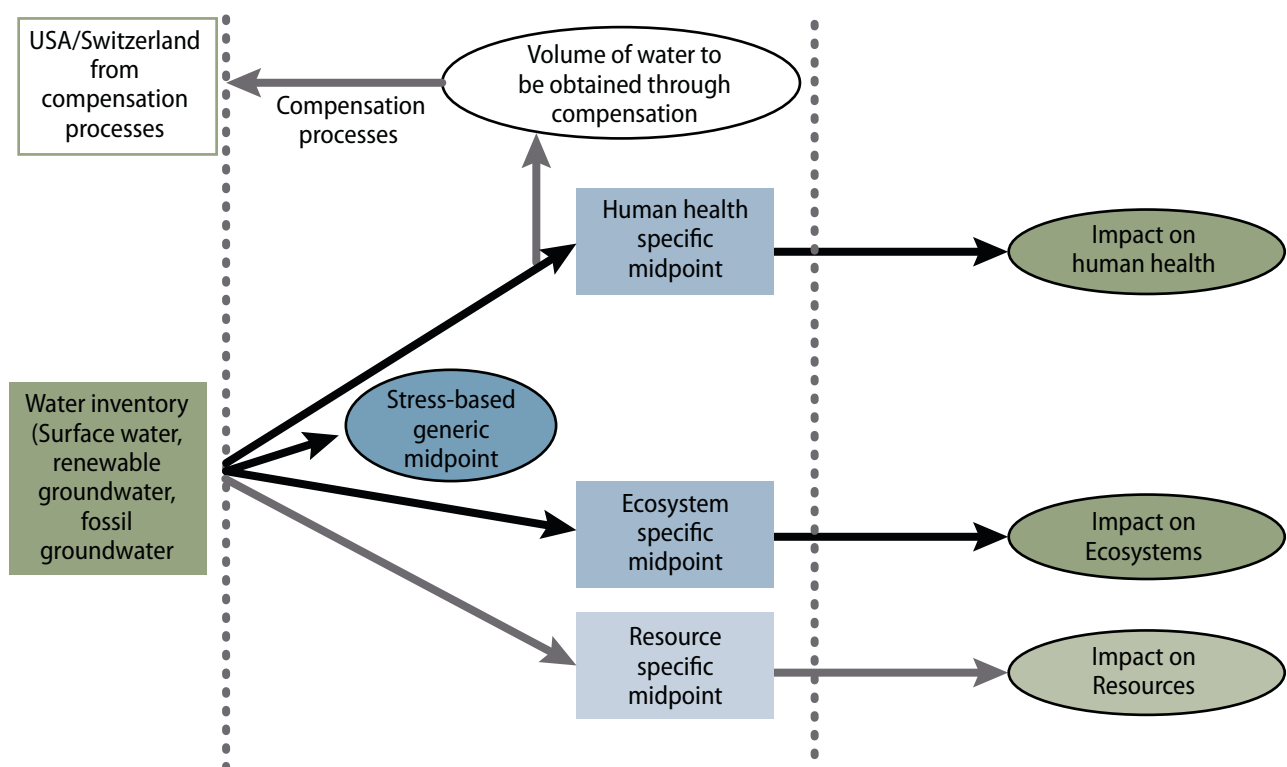 USA/Switzerland
from
compensation
processes
Compensation
processes
Volume of water to
be obtained through
compensation
Human health
specific
midpoint
Impact on
human health
Water inventory
(Surface water,
renewable
groundwater,
fossil
groundwater
Stress-based
generic
midpoint
Ecosystem
specific
midpoint
Impact on
Ecosystems
Resource
specific
midpoint
Impact on
Resources